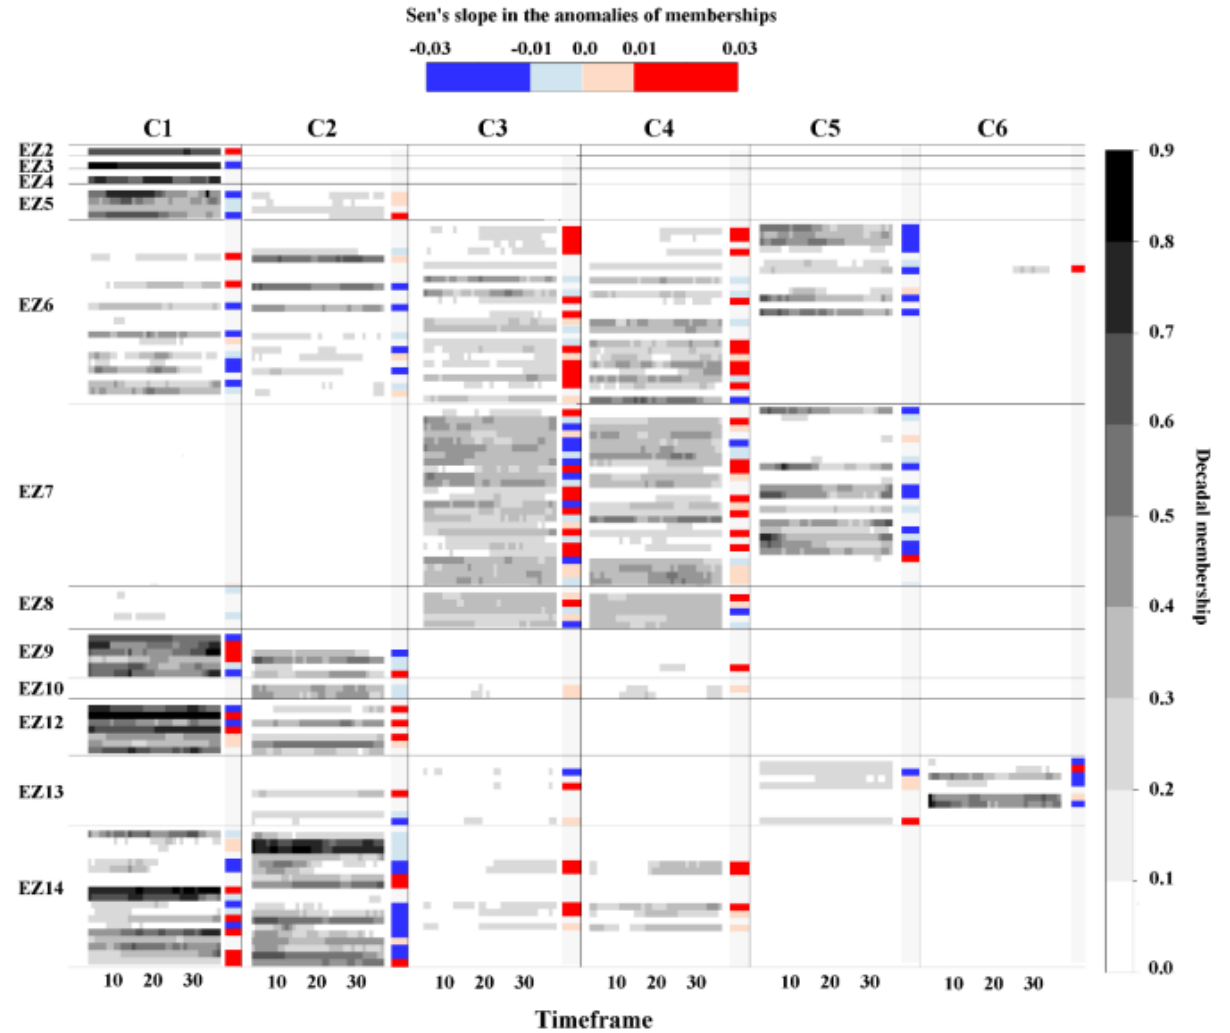 Sen's slope in the anomalies of memberships
-0.03 -0.01 0.0 0.01 0.03
C1 C2 C3 C4 C5 C6
EZ2
EZ3
EZ4
EZ5
EZ6
EZ7
EZ8
EZ9
EZ10
EZ12
EZ13
EZ14
0.9
0.8
0.7
0.6
0.5
0.4
0.3
0.2
0.1
0.0
Decadal membership
10 20 30 10 20 30 10 20 30 10 20 30 10 20 30 10 20 30
Timeframe